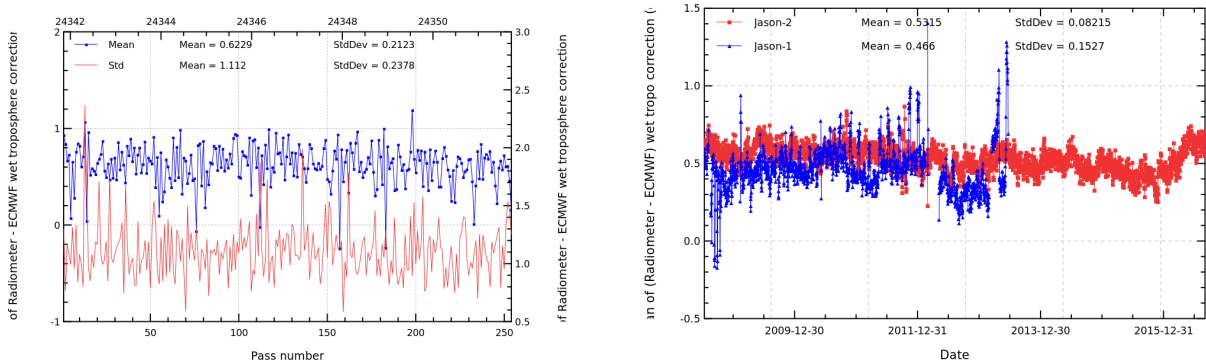 24342 24344 24346 24348 24350
Mean Mean = 0.6229 StdDev = 0.2123
Std Mean = 1.112 StdDev = 0.2378
2
1
0
-1
of Radiometer - ECMWF wet troposphere correction
3.0
2.5
2.0
1.5
1.0
0.5
of Radiometer - ECMWF wet troposphere correction
50 100 150 200 250
Pass number
Jason-2 Mean = 0.5315 StdDev = 0.08215
Jason-1 Mean = 0.466 StdDev = 0.1527
1.5
1.0
0.5
0.0
-0.5
an of (Radiometer - ECMWF) wet tropo correction (
2009-12-30 2011-12-31 2013-12-30 2015-12-31
Date